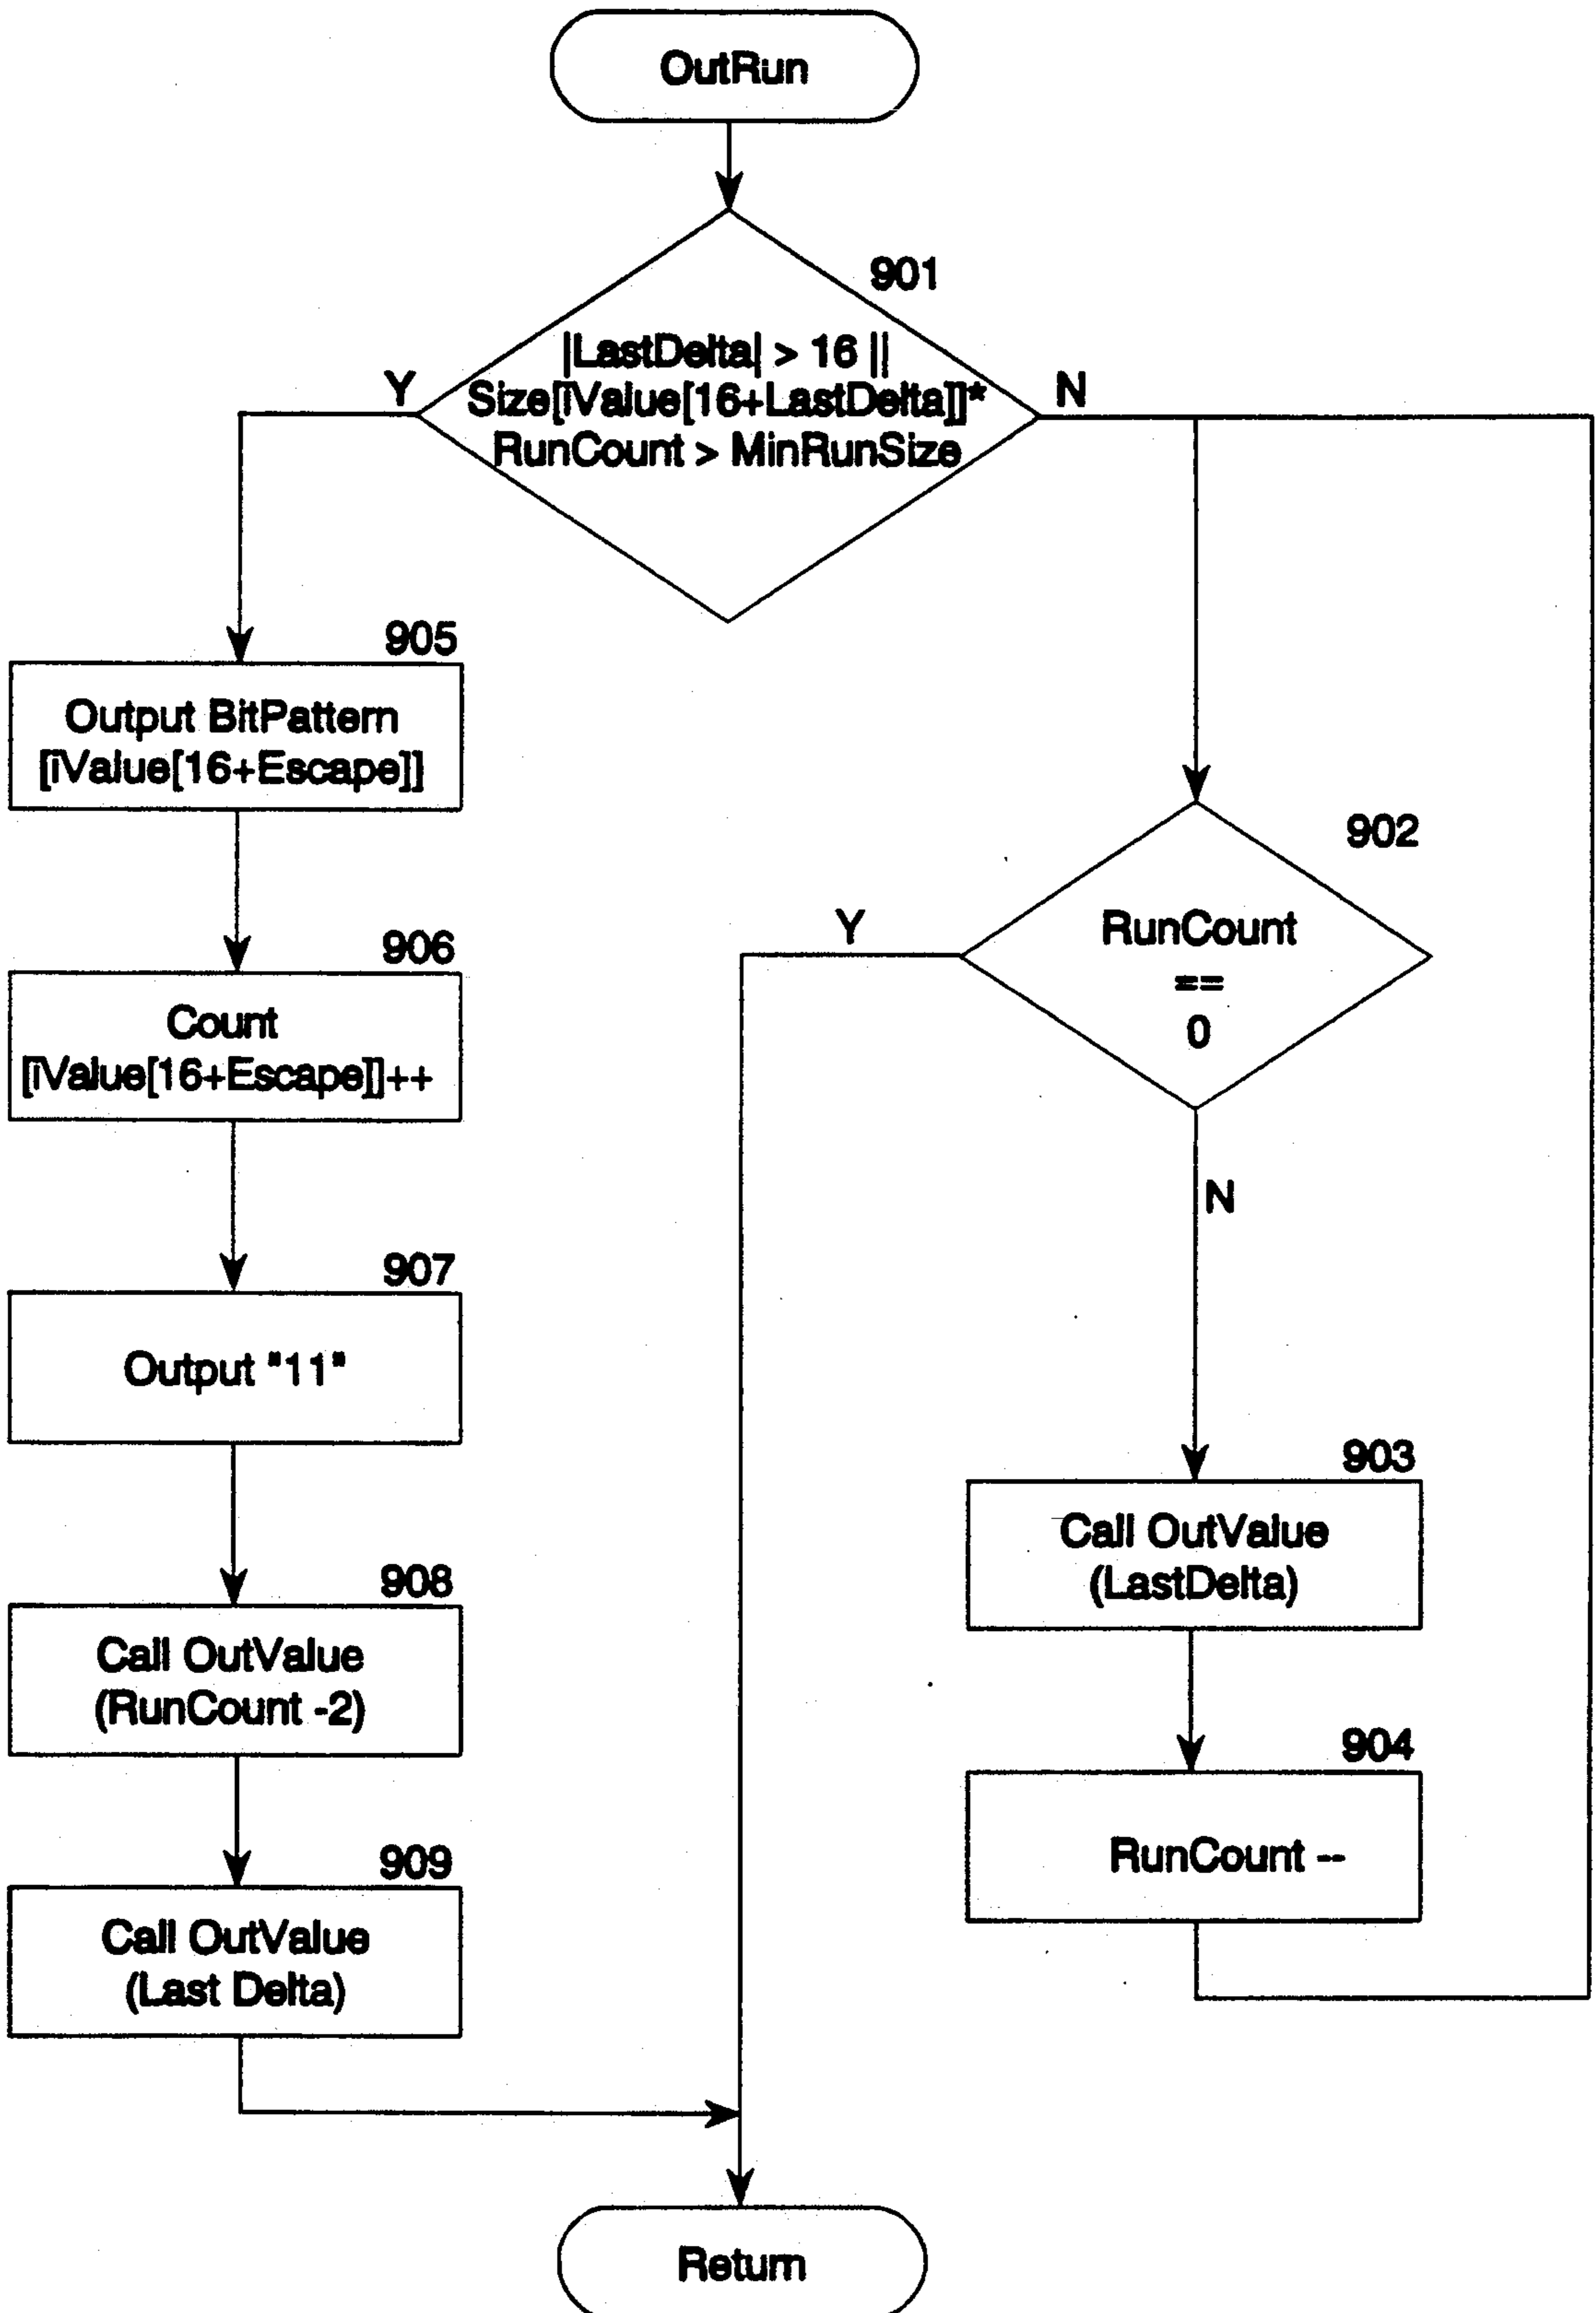 OutRun
901
|LastDelta| > 16 ||
Size[iValue[16+LastDelta]]*
RunCount > MinRunSize
Y
N
905
Output BitPattern
[iValue[16+Escape]]
906
Count
[iValue[16+Escape]]++
907
Output "11"
908
Call OutValue
(RunCount -2)
909
Call OutValue
(Last Delta)
902
RunCount
==
0
Y
N
903
Call OutValue
(LastDelta)
904
RunCount --
Return